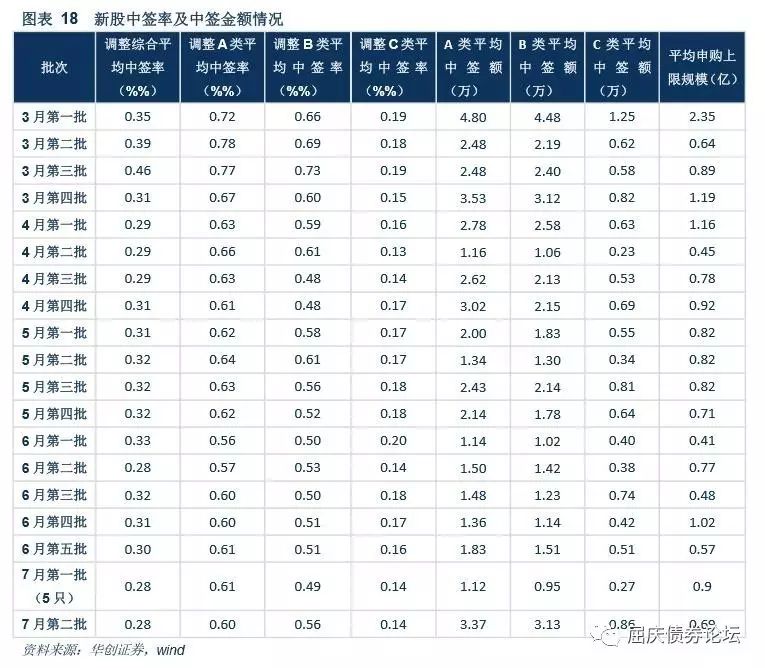 图表 18 新股中签率及中签金额情况
批次 调整综合平均中签率（%%） 调整A类平均中签率（%%） 调整B类平均中签率（%%） 调整C类平均中签率（%%） A类平均中签额（万） B类平均中签额（万） C类平均中签额（万） 平均申购上限规模（亿）
3月第一批 0.35 0.72 0.66 0.19 4.80 4.48 1.25 2.35
3月第二批 0.39 0.78 0.69 0.18 2.48 2.19 0.62 0.64
3月第三批 0.46 0.77 0.73 0.19 2.48 2.40 0.58 0.89
3月第四批 0.31 0.67 0.60 0.15 3.53 3.12 0.82 1.19
4月第一批 0.29 0.63 0.59 0.16 2.78 2.58 0.63 1.16
4月第二批 0.29 0.66 0.61 0.13 1.16 1.06 0.23 0.45
4月第三批 0.29 0.63 0.48 0.14 2.62 2.13 0.53 0.78
4月第四批 0.31 0.61 0.48 0.17 3.02 2.15 0.69 0.92
5月第一批 0.31 0.62 0.58 0.17 2.00 1.83 0.55 0.82
5月第二批 0.32 0.64 0.61 0.17 1.34 1.30 0.34 0.82
5月第三批 0.32 0.63 0.56 0.18 2.43 2.14 0.81 0.82
5月第四批 0.32 0.62 0.52 0.18 2.14 1.78 0.64 0.71
6月第一批 0.33 0.56 0.50 0.20 1.14 1.02 0.40 0.41
6月第二批 0.28 0.57 0.53 0.14 1.50 1.42 0.38 0.77
6月第三批 0.32 0.60 0.50 0.18 1.48 1.23 0.74 0.48
6月第四批 0.31 0.60 0.51 0.17 1.36 1.14 0.42 1.02
6月第五批 0.30 0.61 0.51 0.16 1.83 1.51 0.51 0.57
7月第一批（5只） 0.28 0.61 0.49 0.14 1.12 0.95 0.27 0.9
7月第二批 0.28 0.60 0.56 0.14 3.37 3.13 0.86 0.69
资料来源：华创证券，wind
屈庆债券论坛